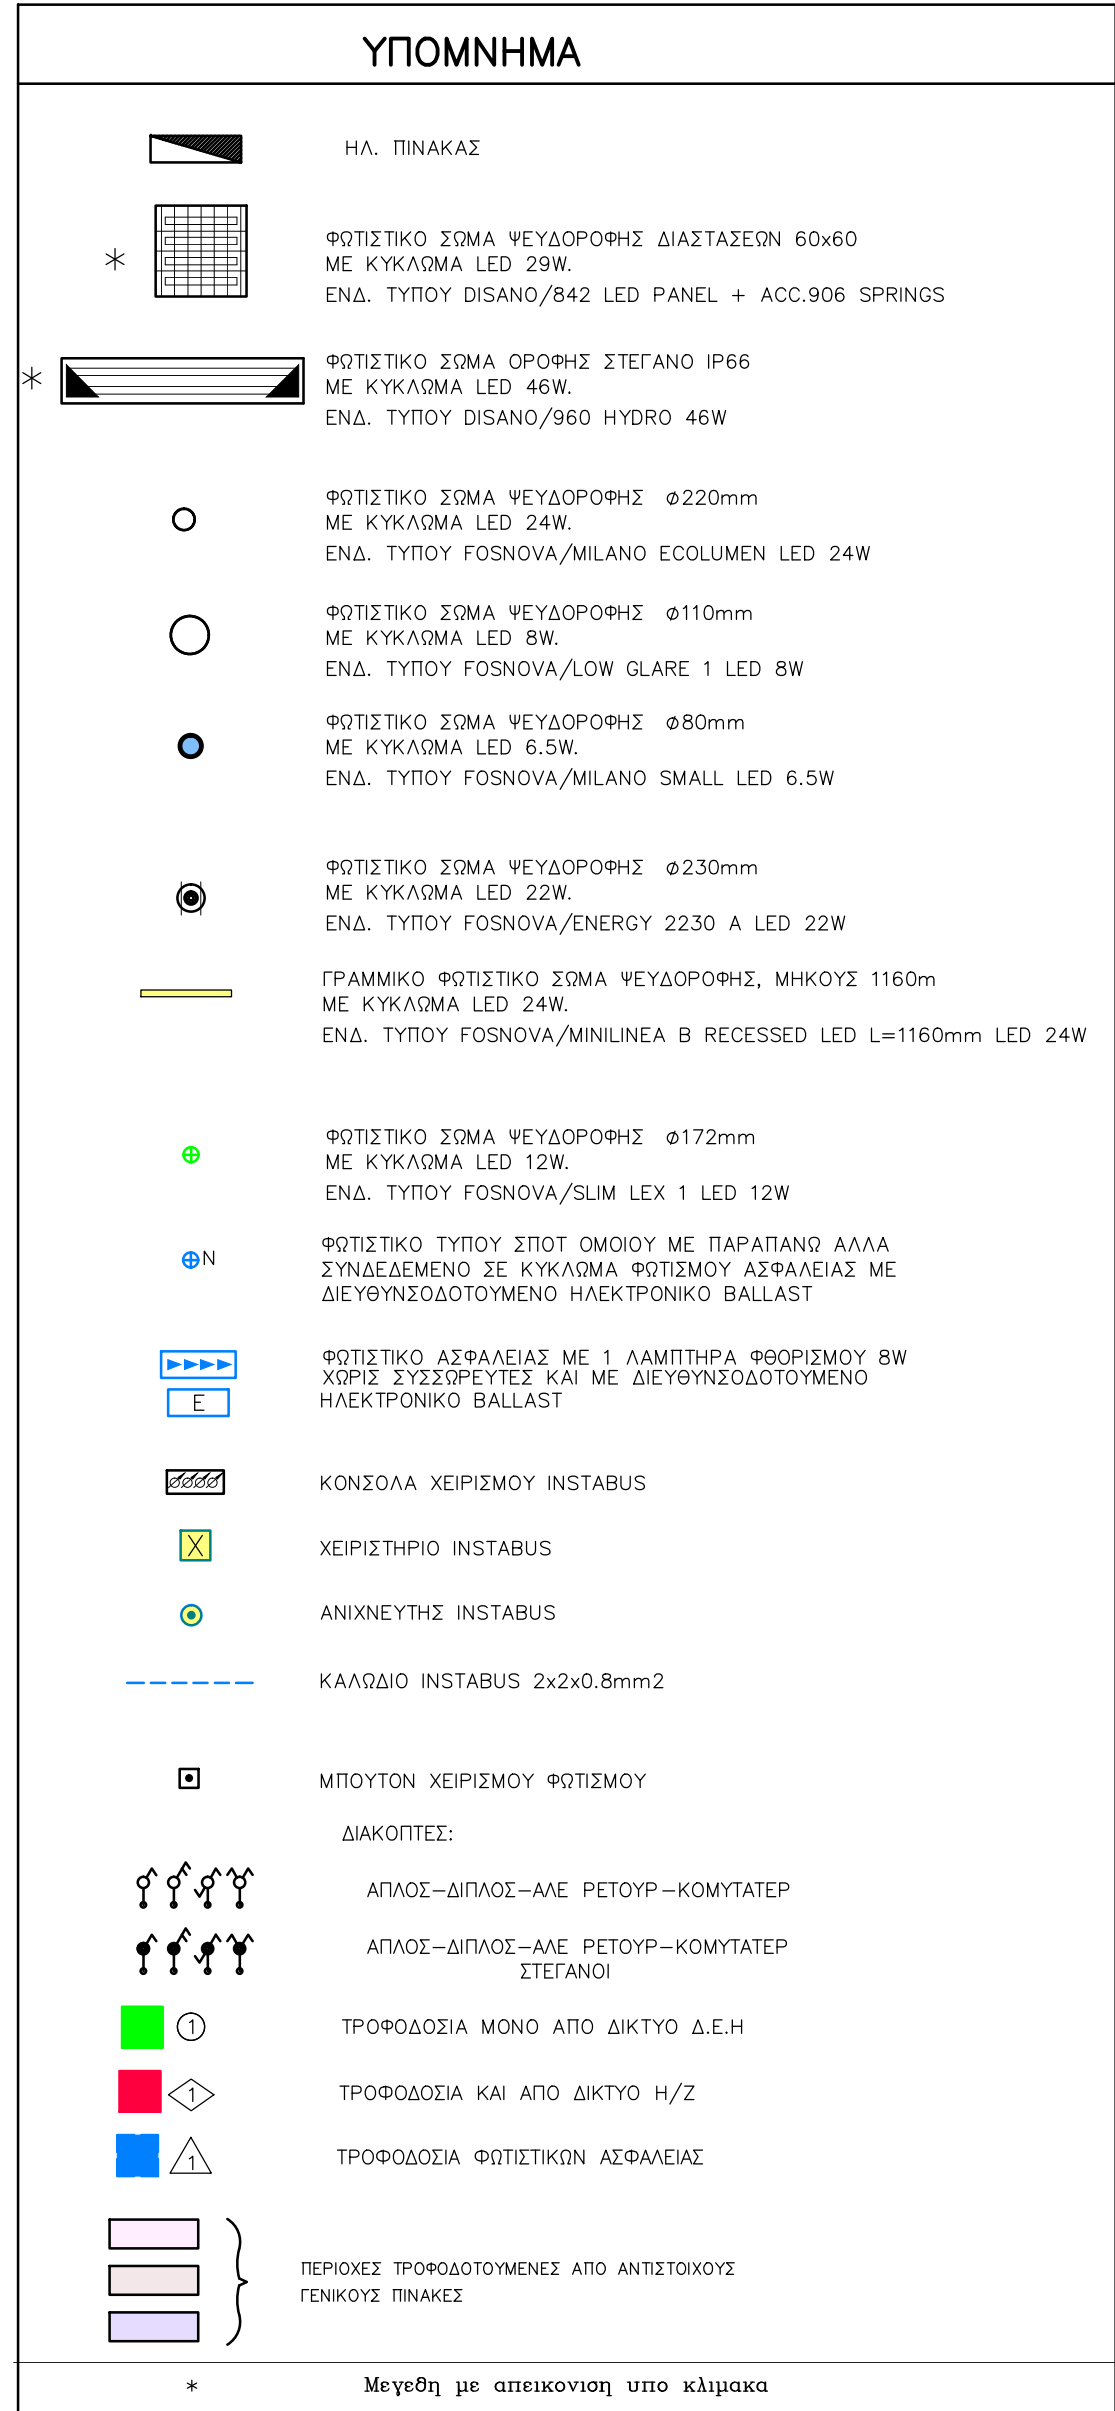 ΥΠΟΜΝΗΜΑ
ΗΛ. ΠΙΝΑΚΑΣ
*
ΦΩΤΙΣΤΙΚΟ ΣΩΜΑ ΨΕΥΔΟΡΟΦΗΣ ΔΙΑΣΤΑΣΕΩΝ 60x60
ΜΕ ΚΥΚΛΩΜΑ LED 29W.
ΕΝΔ. ΤΥΠΟΥ DISANO/842 LED PANEL + ACC.906 SPRINGS
*
ΦΩΤΙΣΤΙΚΟ ΣΩΜΑ ΟΡΟΦΗΣ ΣΤΕΓΑΝΟ IP66
ΜΕ ΚΥΚΛΩΜΑ LED 46W.
ΕΝΔ. ΤΥΠΟΥ DISANO/960 HYDRO 46W
ΦΩΤΙΣΤΙΚΟ ΣΩΜΑ ΨΕΥΔΟΡΟΦΗΣ φ220mm
ΜΕ ΚΥΚΛΩΜΑ LED 24W.
ΕΝΔ. ΤΥΠΟΥ FOSNOVA/MILANO ECOLUMEN LED 24W
ΦΩΤΙΣΤΙΚΟ ΣΩΜΑ ΨΕΥΔΟΡΟΦΗΣ φ110mm
ΜΕ ΚΥΚΛΩΜΑ LED 8W.
ΕΝΔ. ΤΥΠΟΥ FOSNOVA/LOW GLARE 1 LED 8W
ΦΩΤΙΣΤΙΚΟ ΣΩΜΑ ΨΕΥΔΟΡΟΦΗΣ φ80mm
ΜΕ ΚΥΚΛΩΜΑ LED 6.5W.
ΕΝΔ. ΤΥΠΟΥ FOSNOVA/MILANO SMALL LED 6.5W
ΦΩΤΙΣΤΙΚΟ ΣΩΜΑ ΨΕΥΔΟΡΟΦΗΣ φ230mm
ΜΕ ΚΥΚΛΩΜΑ LED 22W.
ΕΝΔ. ΤΥΠΟΥ FOSNOVA/ENERGY 2230 A LED 22W
ΓΡΑΜΜΙΚΟ ΦΩΤΙΣΤΙΚΟ ΣΩΜΑ ΨΕΥΔΟΡΟΦΗΣ, ΜΗΚΟΥΣ 1160m
ΜΕ ΚΥΚΛΩΜΑ LED 24W.
ΕΝΔ. ΤΥΠΟΥ FOSNOVA/MINILINEA B RECESSED LED L=1160mm LED 24W
ΦΩΤΙΣΤΙΚΟ ΣΩΜΑ ΨΕΥΔΟΡΟΦΗΣ φ172mm
ΜΕ ΚΥΚΛΩΜΑ LED 12W.
ΕΝΔ. ΤΥΠΟΥ FOSNOVA/SLIM LEX 1 LED 12W
N
ΦΩΤΙΣΤΙΚΟ ΤΥΠΟΥ ΣΠΟΤ ΟΜΟΙΟΥ ΜΕ ΠΑΡΑΠΑΝΩ ΑΛΛΑ
ΣΥΝΔΕΔΕΜΕΝΟ ΣΕ ΚΥΚΛΩΜΑ ΦΩΤΙΣΜΟΥ ΑΣΦΑΛΕΙΑΣ ΜΕ
ΔΙΕΥΘΥΝΣΟΔΟΤΟΥΜΕΝΟ ΗΛΕΚΤΡΟΝΙΚΟ BALLAST
ΦΩΤΙΣΤΙΚΟ ΑΣΦΑΛΕΙΑΣ ΜΕ 1 ΛΑΜΠΤΗΡΑ ΦΘΟΡΙΣΜΟΥ 8W
ΧΩΡΙΣ ΣΥΣΣΩΡΕΥΤΕΣ ΚΑΙ ΜΕ ΔΙΕΥΘΥΝΣΟΔΟΤΟΥΜΕΝΟ
E
ΗΛΕΚΤΡΟΝΙΚΟ BALLAST
ΚΟΝΣΟΛΑ ΧΕΙΡΙΣΜΟΥ INSTABUS
X
ΧΕΙΡΙΣΤΗΡΙΟ INSTABUS
ΑΝΙΧΝΕΥΤΗΣ INSTABUS
ΚΑΛΩΔΙΟ INSTABUS 2x2x0.8mm2
ΜΠΟΥΤΟΝ ΧΕΙΡΙΣΜΟΥ ΦΩΤΙΣΜΟΥ
ΔΙΑΚΟΠΤΕΣ:
ΑΠΛΟΣ-ΔΙΠΛΟΣ-ΑΛΕ ΡΕΤΟΥΡ-ΚΟΜΥΤΑΤΕΡ
ΑΠΛΟΣ-ΔΙΠΛΟΣ-ΑΛΕ ΡΕΤΟΥΡ-ΚΟΜΥΤΑΤΕΡ
ΣΤΕΓΑΝΟΙ
1
ΤΡΟΦΟΔΟΣΙΑ ΜΟΝΟ ΑΠΟ ΔΙΚΤΥΟ Δ.Ε.Η
1
ΤΡΟΦΟΔΟΣΙΑ ΚΑΙ ΑΠΟ ΔΙΚΤΥΟ Η/Ζ
1
ΤΡΟΦΟΔΟΣΙΑ ΦΩΤΙΣΤΙΚΩΝ ΑΣΦΑΛΕΙΑΣ
ΠΕΡΙΟΧΕΣ ΤΡΟΦΟΔΟΤΟΥΜΕΝΕΣ ΑΠΟ ΑΝΤΙΣΤΟΙΧΟΥΣ
ΓΕΝΙΚΟΥΣ ΠΙΝΑΚΕΣ
* Μεγεθη με απεικονιση υπο κλιμακα